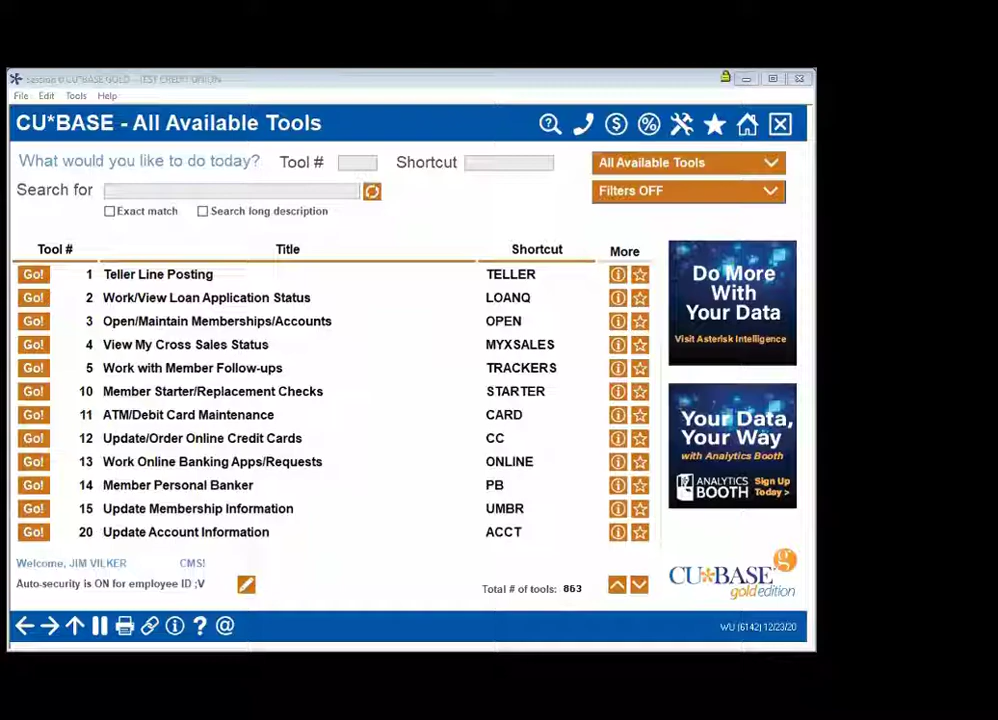 CU*BASE GOLD - TEST CREDIT UNION
File Edit Tools Help
CU*BASE - All Available Tools
What would you like to do today? Tool # Shortcut All Available Tools
Search for Filters OFF
Exact match Search long description
Tool # Title Shortcut More
Go! 1 Teller Line Posting TELLER
Go! 2 Work/View Loan Application Status LOANQ
Go! 3 Open/Maintain Memberships/Accounts OPEN
Go! 4 View My Cross Sales Status MYXSALES
Go! 5 Work with Member Follow-ups TRACKERS
Go! 10 Member Starter/Replacement Checks STARTER
Go! 11 ATM/Debit Card Maintenance CARD
Go! 12 Update/Order Online Credit Cards CC
Go! 13 Work Online Banking Apps/Requests ONLINE
Go! 14 Member Personal Banker PB
Go! 15 Update Membership Information UMBR
Go! 20 Update Account Information ACCT
Do More
With
Your Data
Visit Asterisk Intelligence
Your Data,
Your Way
with Analytics Booth
ANALYTICS BOOTH
Sign Up
Today >
Welcome, JIM VILKER CMS!
Auto-security is ON for employee ID ;V
Total # of tools: 863
CU*BASE
gold edition
WU (6142) 12/23/20